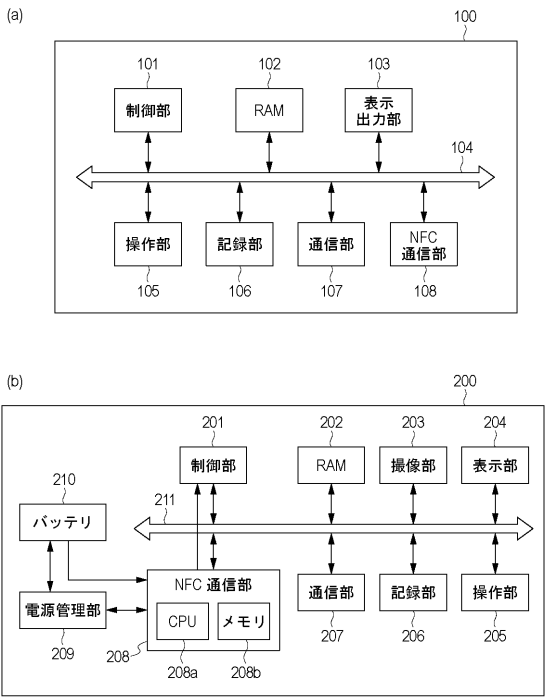 (a)
100
101
102
103
制御部
RAM
表示
出力部
104
操作部
記録部
通信部
NFC
通信部
105
106
107
108
(b)
200
201
202
203
204
制御部
RAM
撮像部
表示部
210
211
バッテリ
NFC 通信部
通信部
記録部
操作部
電源管理部
CPU
メモリ
207
206
205
209
208
208a
208b